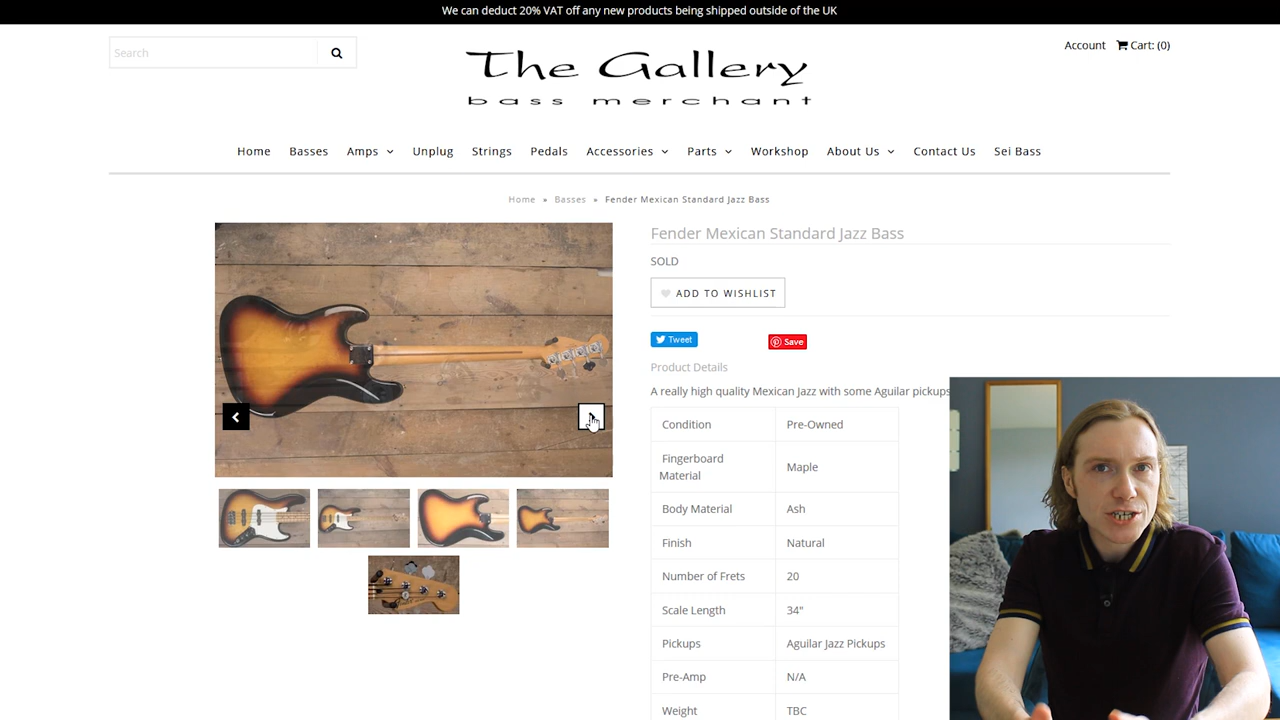 We can deduct 20% VAT off any new products being shipped outside of the UK
Search
Account Cart: (0)
The Gallery
bass merchant
Home Basses Amps Unplug Strings Pedals Accessories Parts Workshop About Us Contact Us Sei Bass
Home » Basses » Fender Mexican Standard Jazz Bass
Fender Mexican Standard Jazz Bass
SOLD
ADD TO WISHLIST
Tweet Save
Product Details
A really high quality Mexican Jazz with some Aguilar pickups
Condition Pre-Owned
Fingerboard
Material Maple
Body Material Ash
Finish Natural
Number of Frets 20
Scale Length 34"
Pickups Aguilar Jazz Pickups
Pre-Amp N/A
Weight TBC